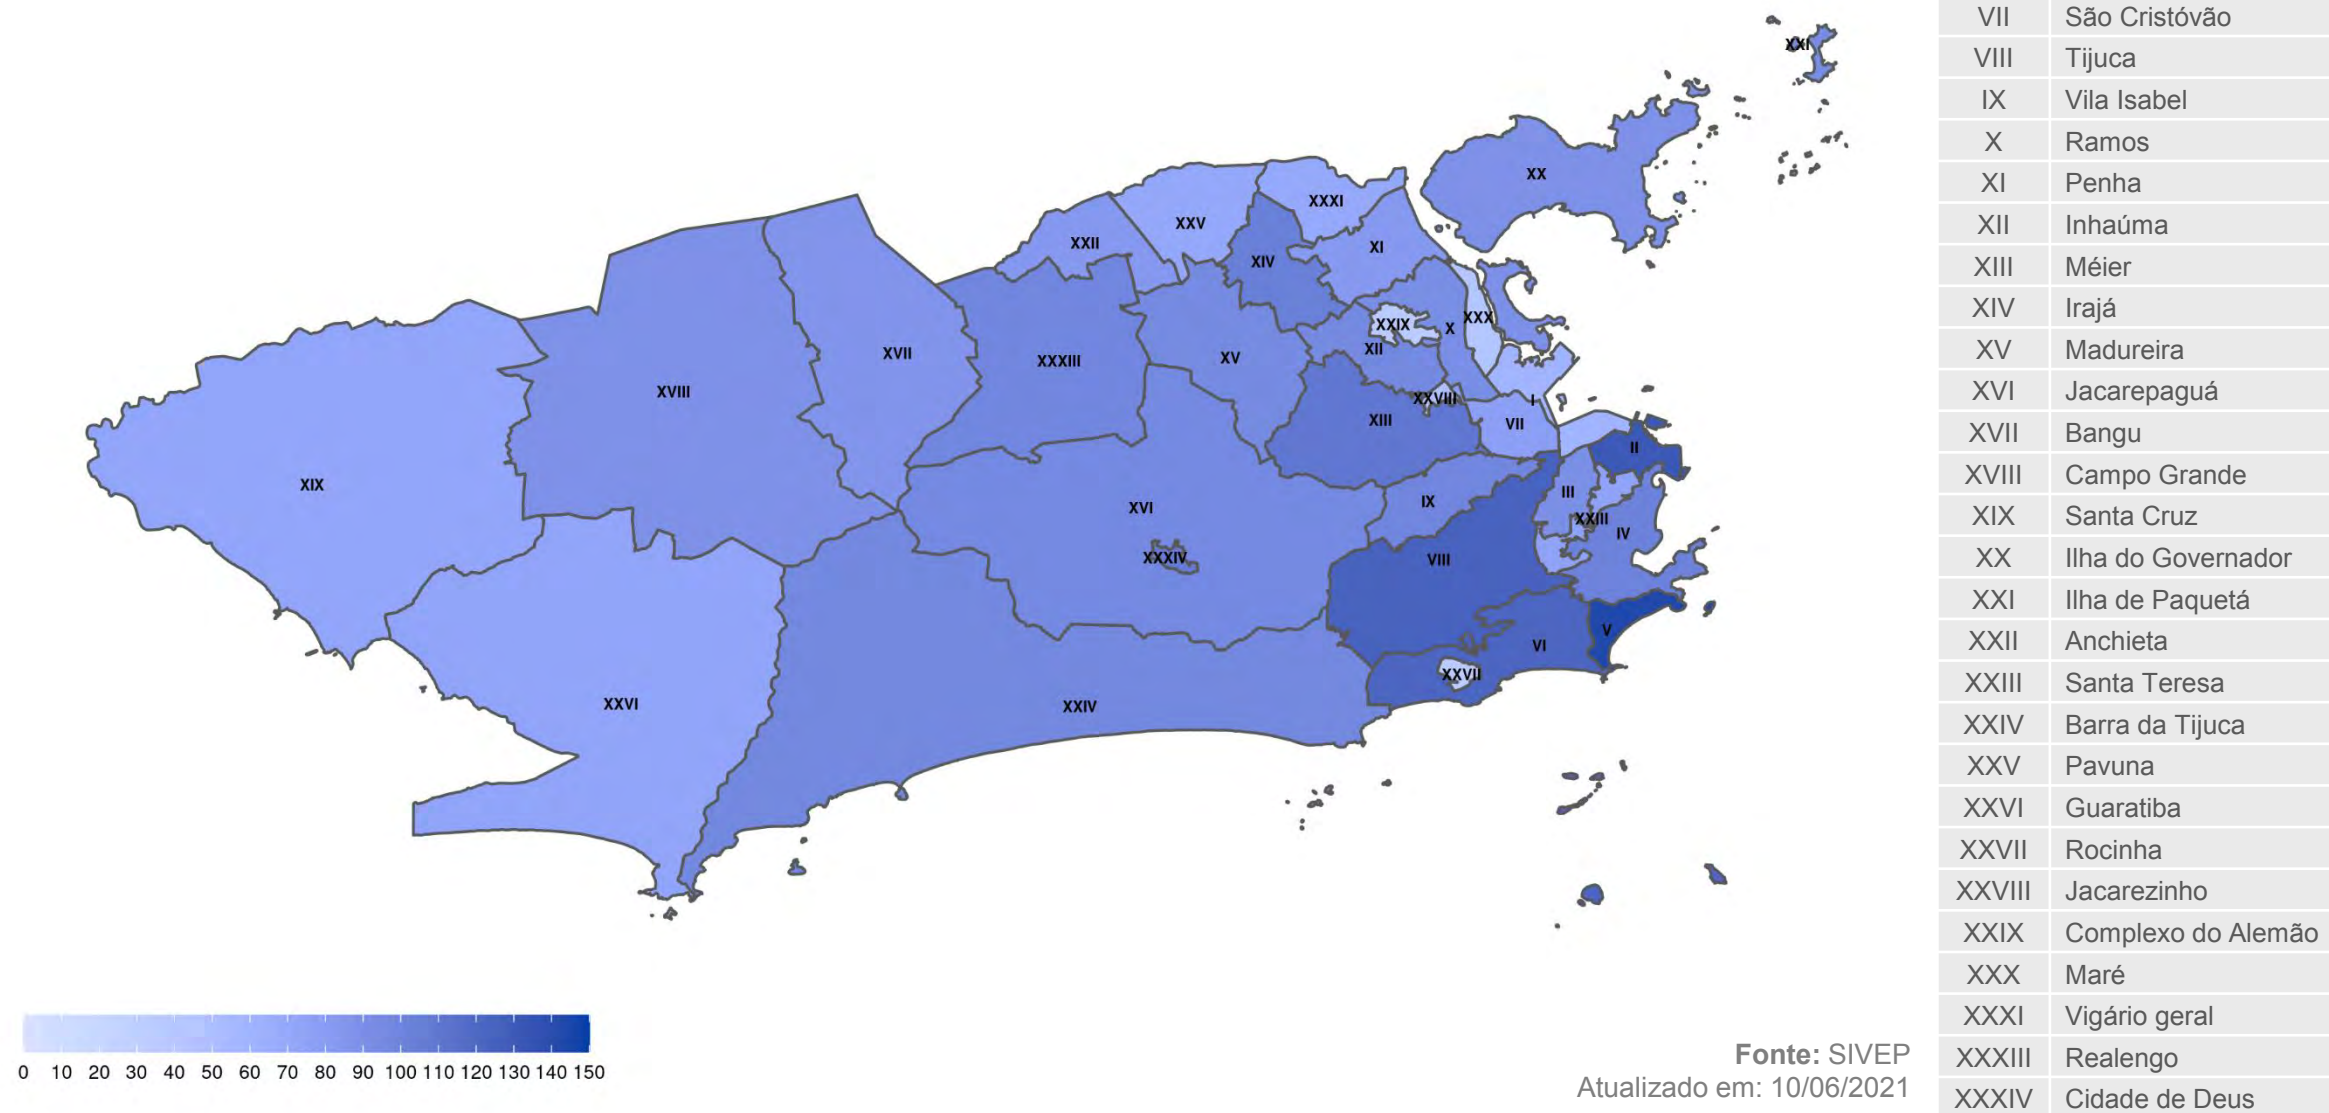 XXI
XX
XXXI
XXV
XXII
XI
XIV
XXX
XXIX
X
XII
XVII
XXXIII
XV
XVIII
XXVIII
I
XIII
VII
II
XIX
III
IX
XVI
XXIII
IV
XXXIV
VIII
V
VI
XXVII
XXVI
XXIV
0 10 20 30 40 50 60 70 80 90 100 110 120 130 140 150
Fonte: SIVEP
Atualizado em: 10/06/2021
VII São Cristóvão
VIII Tijuca
IX Vila Isabel
X Ramos
XI Penha
XII Inhaúma
XIII Méier
XIV Irajá
XV Madureira
XVI Jacarepaguá
XVII Bangu
XVIII Campo Grande
XIX Santa Cruz
XX Ilha do Governador
XXI Ilha de Paquetá
XXII Anchieta
XXIII Santa Teresa
XXIV Barra da Tijuca
XXV Pavuna
XXVI Guaratiba
XXVII Rocinha
XXVIII Jacarezinho
XXIX Complexo do Alemão
XXX Maré
XXXI Vigário geral
XXXIII Realengo
XXXIV Cidade de Deus